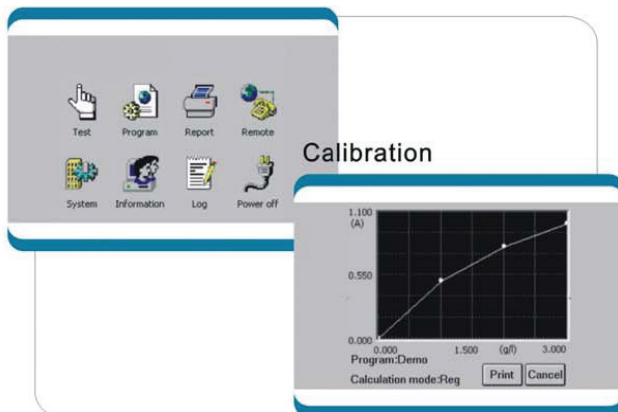 Test Program Report Remote
System Information Log Power off
Calibration
1.100
(A)
0.550
0.000
0.000 1.500 (g/l) 3.000
Program:Demo
Calculation mode:Reg Print Cancel